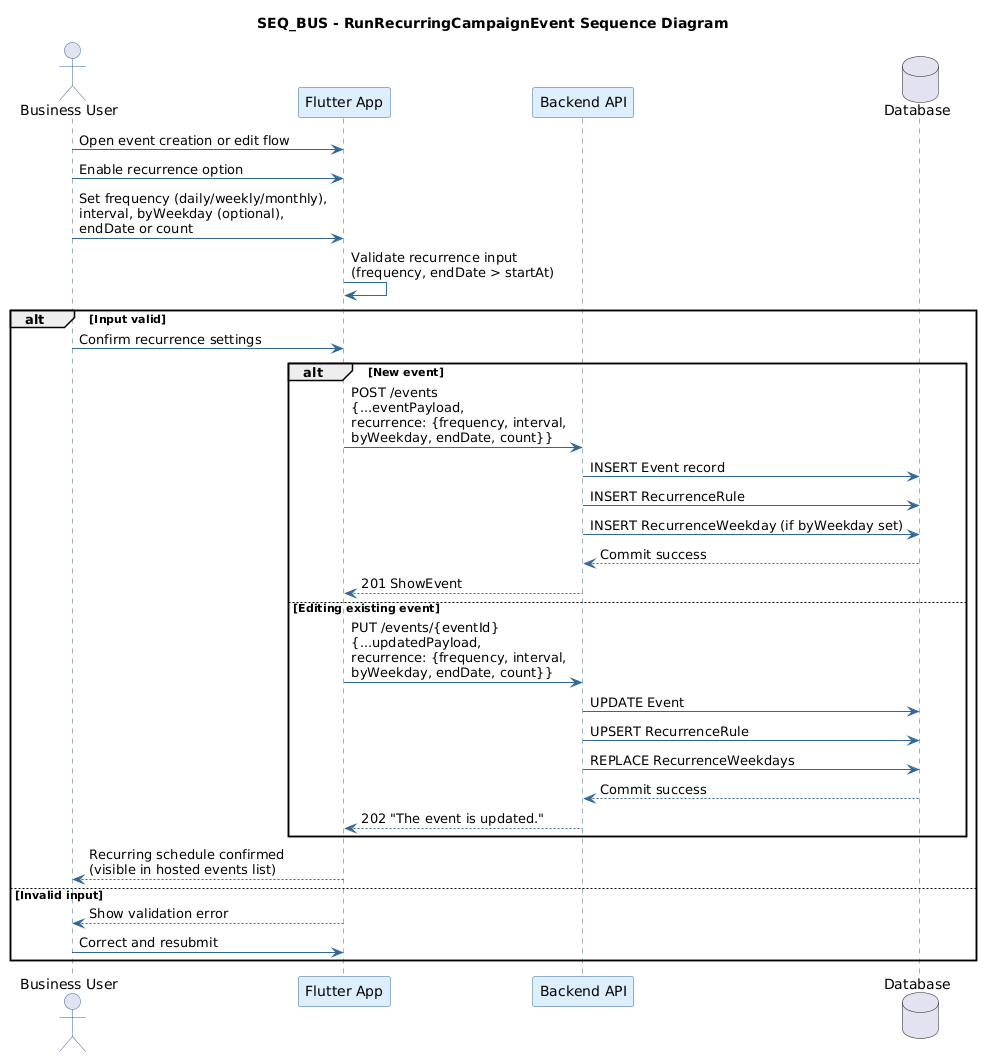 SEQ_BUS - RunRecurringCampaignEvent Sequence Diagram
Business User
Flutter App
Backend API
Database
Open event creation or edit flow
Enable recurrence option
Set frequency (daily/weekly/monthly),
interval, byWeekday (optional),
endDate or count
Validate recurrence input
(frequency, endDate > startAt)
alt
[Input valid]
Confirm recurrence settings
alt
[New event]
POST /events
{...eventPayload,
recurrence: {frequency, interval,
byWeekday, endDate, count}}
INSERT Event record
INSERT RecurrenceRule
INSERT RecurrenceWeekday (if byWeekday set)
Commit success
201 ShowEvent
[Editing existing event]
PUT /events/{eventId}
{...updatedPayload,
recurrence: {frequency, interval,
byWeekday, endDate, count}}
UPDATE Event
UPSERT RecurrenceRule
REPLACE RecurrenceWeekdays
Commit success
202 "The event is updated."
Recurring schedule confirmed
(visible in hosted events list)
[Invalid input]
Show validation error
Correct and resubmit
Business User
Flutter App
Backend API
Database